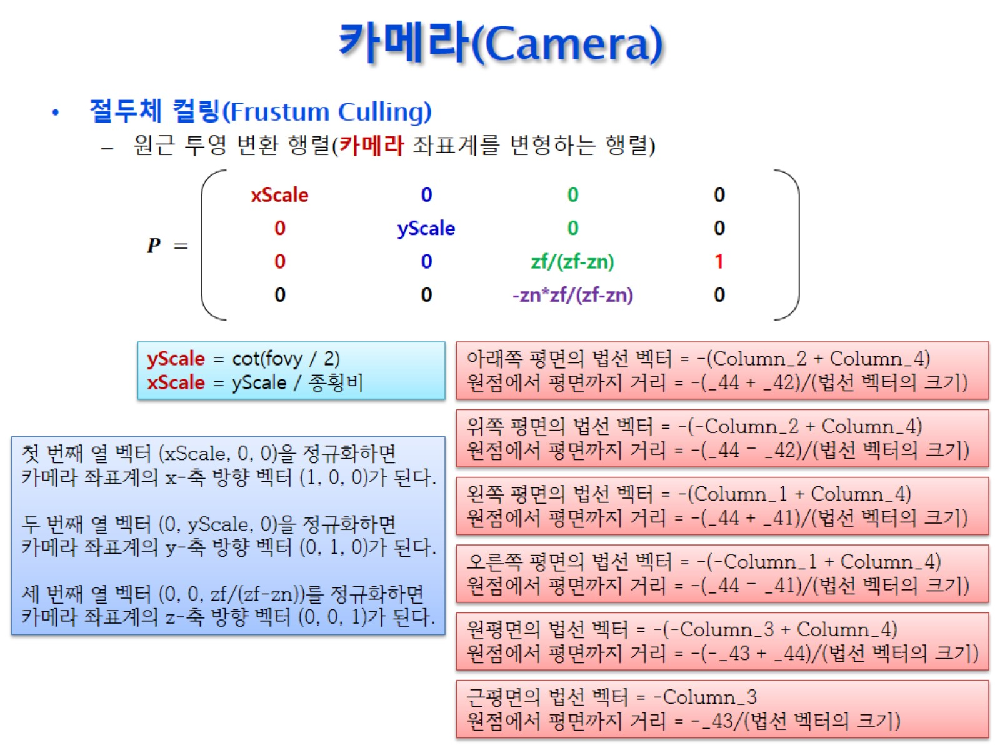 카메라(Camera)
• 절두체 컬링(Frustum Culling)
– 원근 투영 변환 행렬(카메라 좌표계를 변형하는 행렬)
P =
xScale 0 0 0
0 yScale 0 0
0 0 zf/(zf-zn) 1
0 0 -zn*zf/(zf-zn) 0
yScale = cot(fovy / 2)
xScale = yScale / 종횡비
첫 번째 열 벡터 (xScale, 0, 0)을 정규화하면
카메라 좌표계의 x-축 방향 벡터 (1, 0, 0)가 된다.
두 번째 열 벡터 (0, yScale, 0)을 정규화하면
카메라 좌표계의 y-축 방향 벡터 (0, 1, 0)가 된다.
세 번째 열 벡터 (0, 0, zf/(zf-zn))를 정규화하면
카메라 좌표계의 z-축 방향 벡터 (0, 0, 1)가 된다.
아래쪽 평면의 법선 벡터 = -(Column_2 + Column_4)
원점에서 평면까지 거리 = -(_44 + _42)/(법선 벡터의 크기)
위쪽 평면의 법선 벡터 = -(-Column_2 + Column_4)
원점에서 평면까지 거리 = -(_44 – _42)/(법선 벡터의 크기)
왼쪽 평면의 법선 벡터 = -(Column_1 + Column_4)
원점에서 평면까지 거리 = -(_44 + _41)/(법선 벡터의 크기)
오른쪽 평면의 법선 벡터 = -(-Column_1 + Column_4)
원점에서 평면까지 거리 = -(_44 – _41)/(법선 벡터의 크기)
원평면의 법선 벡터 = -(-Column_3 + Column_4)
원점에서 평면까지 거리 = -(-_43 + _44)/(법선 벡터의 크기)
근평면의 법선 벡터 = -Column_3
원점에서 평면까지 거리 = -_43/(법선 벡터의 크기)